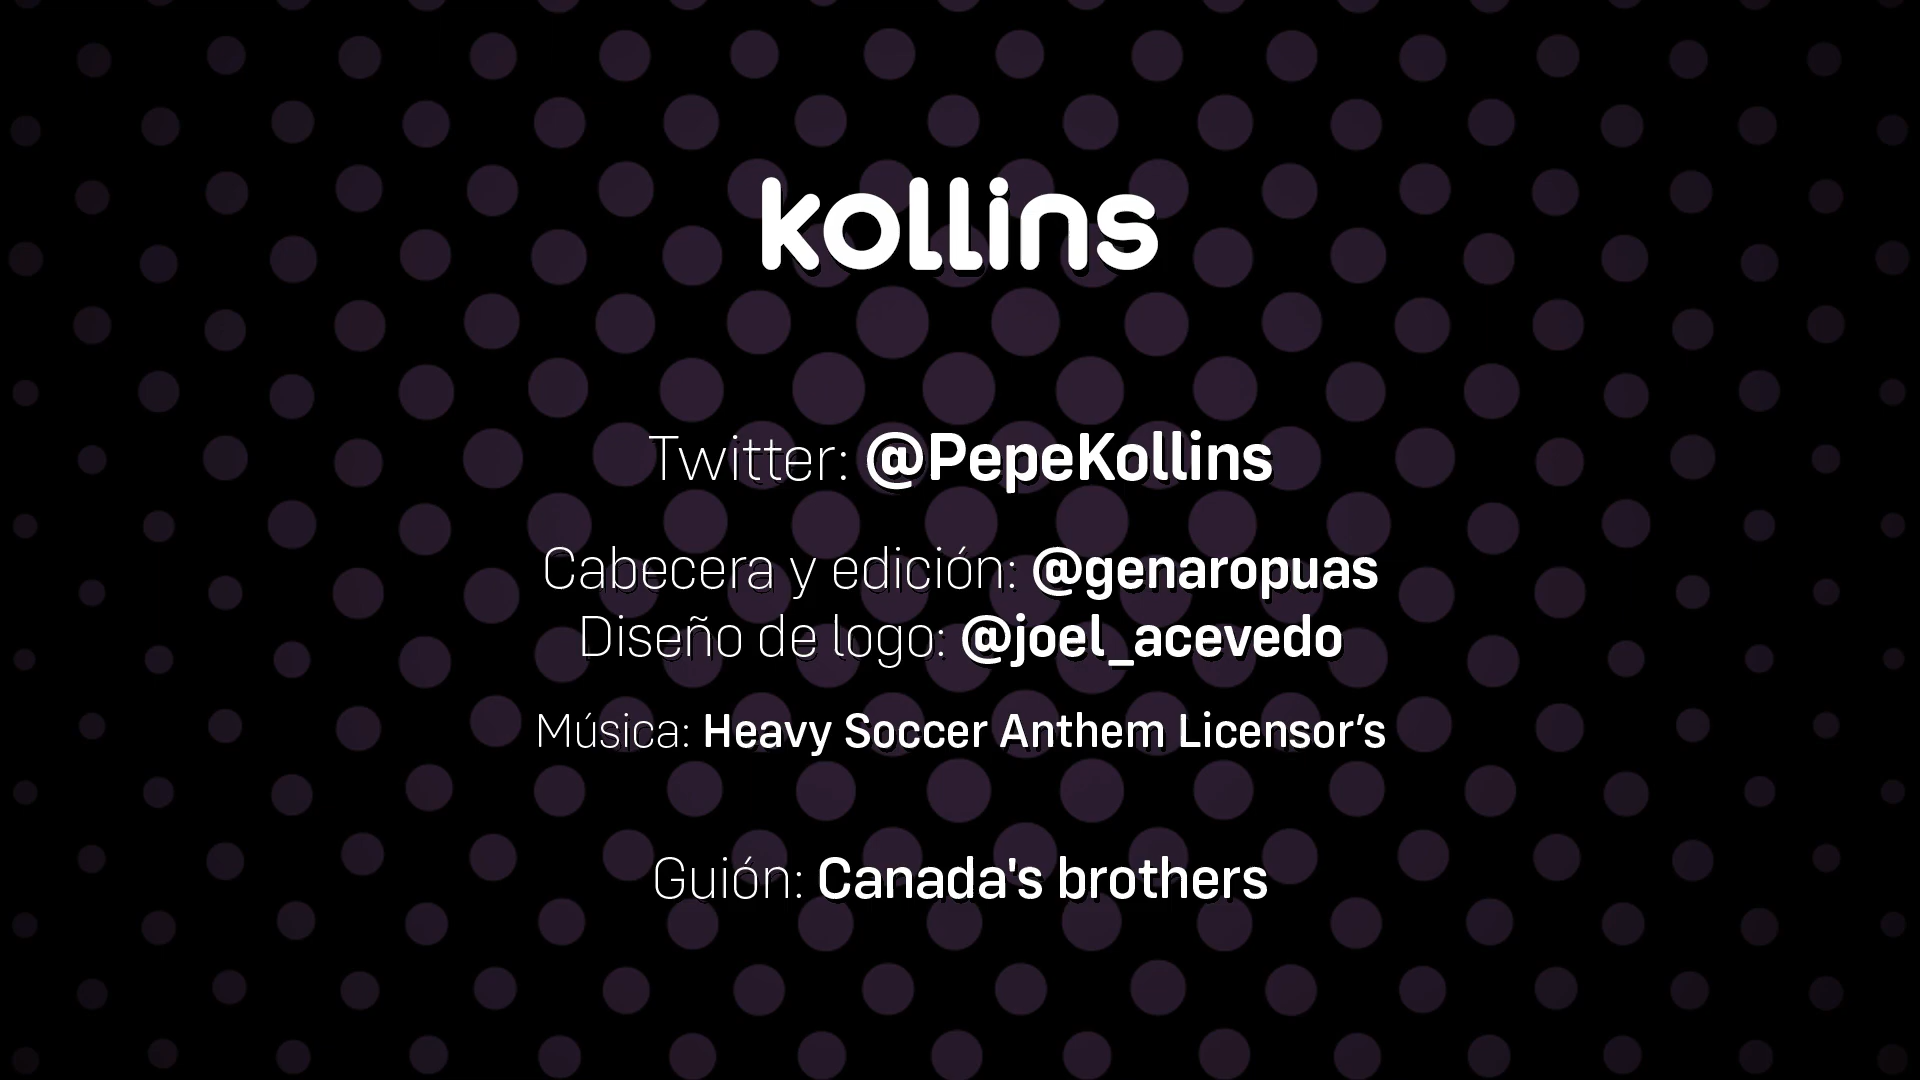 kollins
Twitter: @PepeKollins
Cabecera y edición: @genaropuas
Diseño de logo: @joel_acevedo
Música: Heavy Soccer Anthem Licensor’s
Guión: Canada's brothers